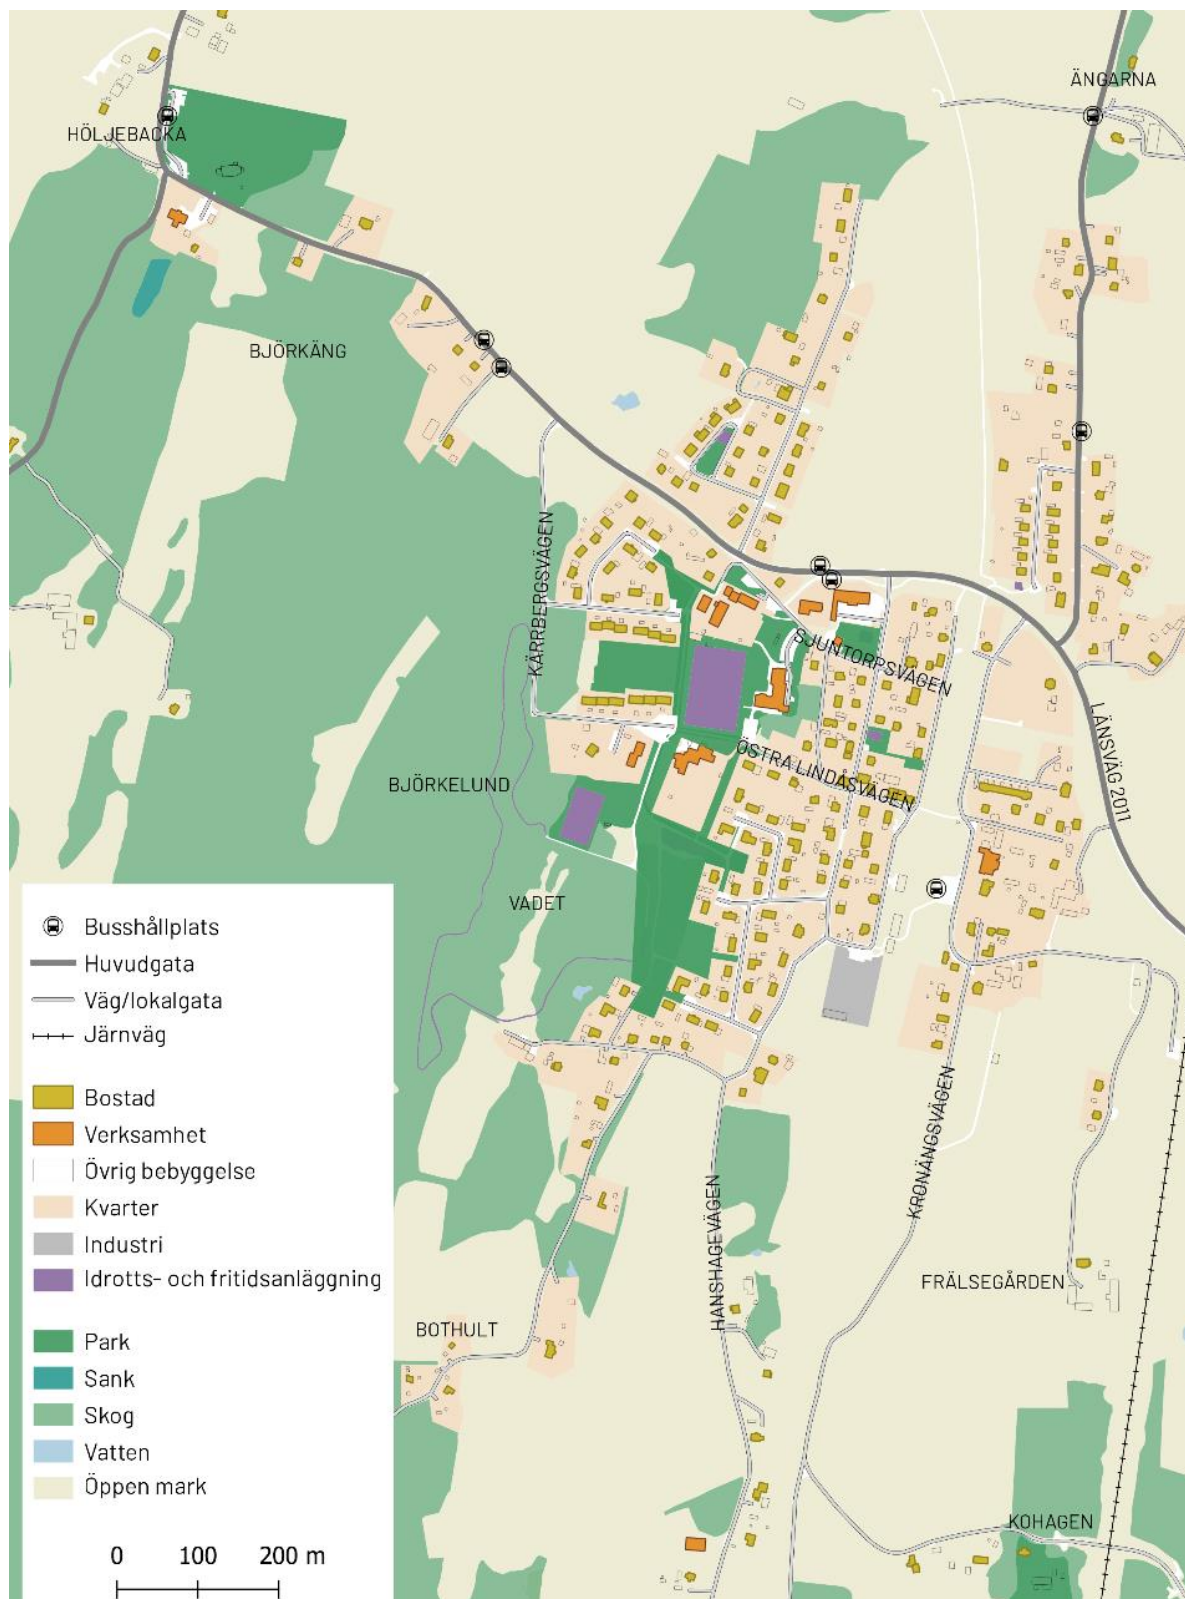 ÄNGARNA
HÖLJEBACKA
BJÖRKÄNG
KÄRRBERGSVÄGEN
SJUNTORPSVÄGEN
LÄNSVÄG 2011
ÖSTRA LINDÅSVÄGEN
BJÖRKELUND
VADET
KRONÄNGSVÄGEN
HANSHAGEVÄGEN
FRÄLSEGÅRDEN
BOTHULT
KOHAGEN
Busshållplats
Huvudgata
Väg/lokalgata
Järnväg
Bostad
Verksamhet
Övrig bebyggelse
Kvarter
Industri
Idrotts- och fritidsanläggning
Park
Sank
Skog
Vatten
Öppen mark
0 100 200 m